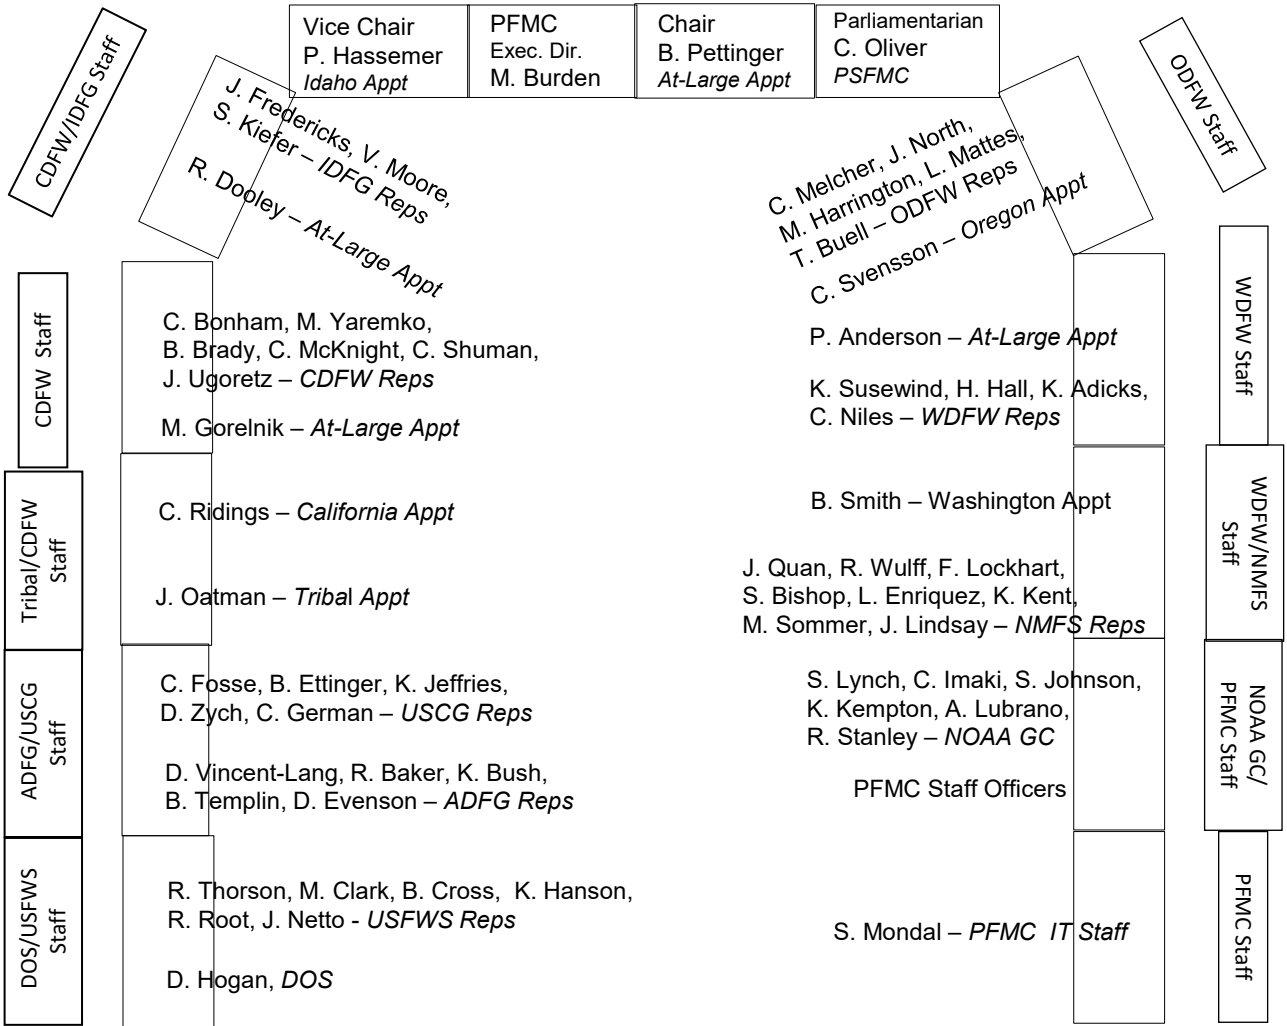 Vice Chair
P. Hassemer
Idaho Appt
PFMC
Exec. Dir.
M. Burden
Chair
B. Pettinger
At-Large Appt
Parliamentarian
C. Oliver
PSFMC
CDFW/IDFG Staff
J. Fredericks, V. Moore,
S. Kiefer – IDFG Reps
R. Dooley – At-Large Appt
C. Melcher, J. North,
M. Harrington, L. Mattes,
T. Buell – ODFW Reps
C. Svensson – Oregon Appt
ODFW Staff
CDFW Staff
C. Bonham, M. Yaremko,
B. Brady, C. McKnight, C. Shuman,
J. Ugoretz – CDFW Reps
M. Gorelnik – At-Large Appt
P. Anderson – At-Large Appt
K. Susewind, H. Hall, K. Adicks,
C. Niles – WDFW Reps
WDFW Staff
Tribal/CDFW
Staff
C. Ridings – California Appt
J. Oatman – Tribal Appt
B. Smith – Washington Appt
J. Quan, R. Wulff, F. Lockhart,
S. Bishop, L. Enriquez, K. Kent,
M. Sommer, J. Lindsay – NMFS Reps
WDFW/NMFS
Staff
ADFG/USCG
Staff
C. Fosse, B. Ettinger, K. Jeffries,
D. Zych, C. German – USCG Reps
D. Vincent-Lang, R. Baker, K. Bush,
B. Templin, D. Evenson – ADFG Reps
S. Lynch, C. Imaki, S. Johnson,
K. Kempton, A. Lubrano,
R. Stanley – NOAA GC
PFMC Staff Officers
NOAA GC/
PFMC Staff
DOS/USFWS
Staff
R. Thorson, M. Clark, B. Cross, K. Hanson,
R. Root, J. Netto - USFWS Reps
D. Hogan, DOS
S. Mondal – PFMC IT Staff
PFMC Staff